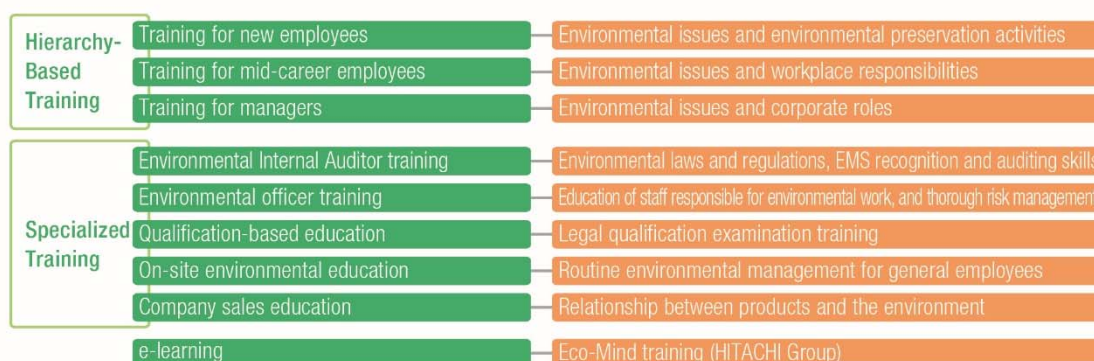 Hierarchy-
Based
Training
Training for new employees
Environmental issues and environmental preservation activities
Training for mid-career employees
Environmental issues and workplace responsibilities
Training for managers
Environmental issues and corporate roles
Specialized
Training
Environmental Internal Auditor training
Environmental laws and regulations, EMS recognition and auditing skills
Environmental officer training
Education of staff responsible for environmental work, and thorough risk management
Qualification-based education
Legal qualification examination training
On-site environmental education
Routine environmental management for general employees
Company sales education
Relationship between products and the environment
e-learning
Eco-Mind training (HITACHI Group)